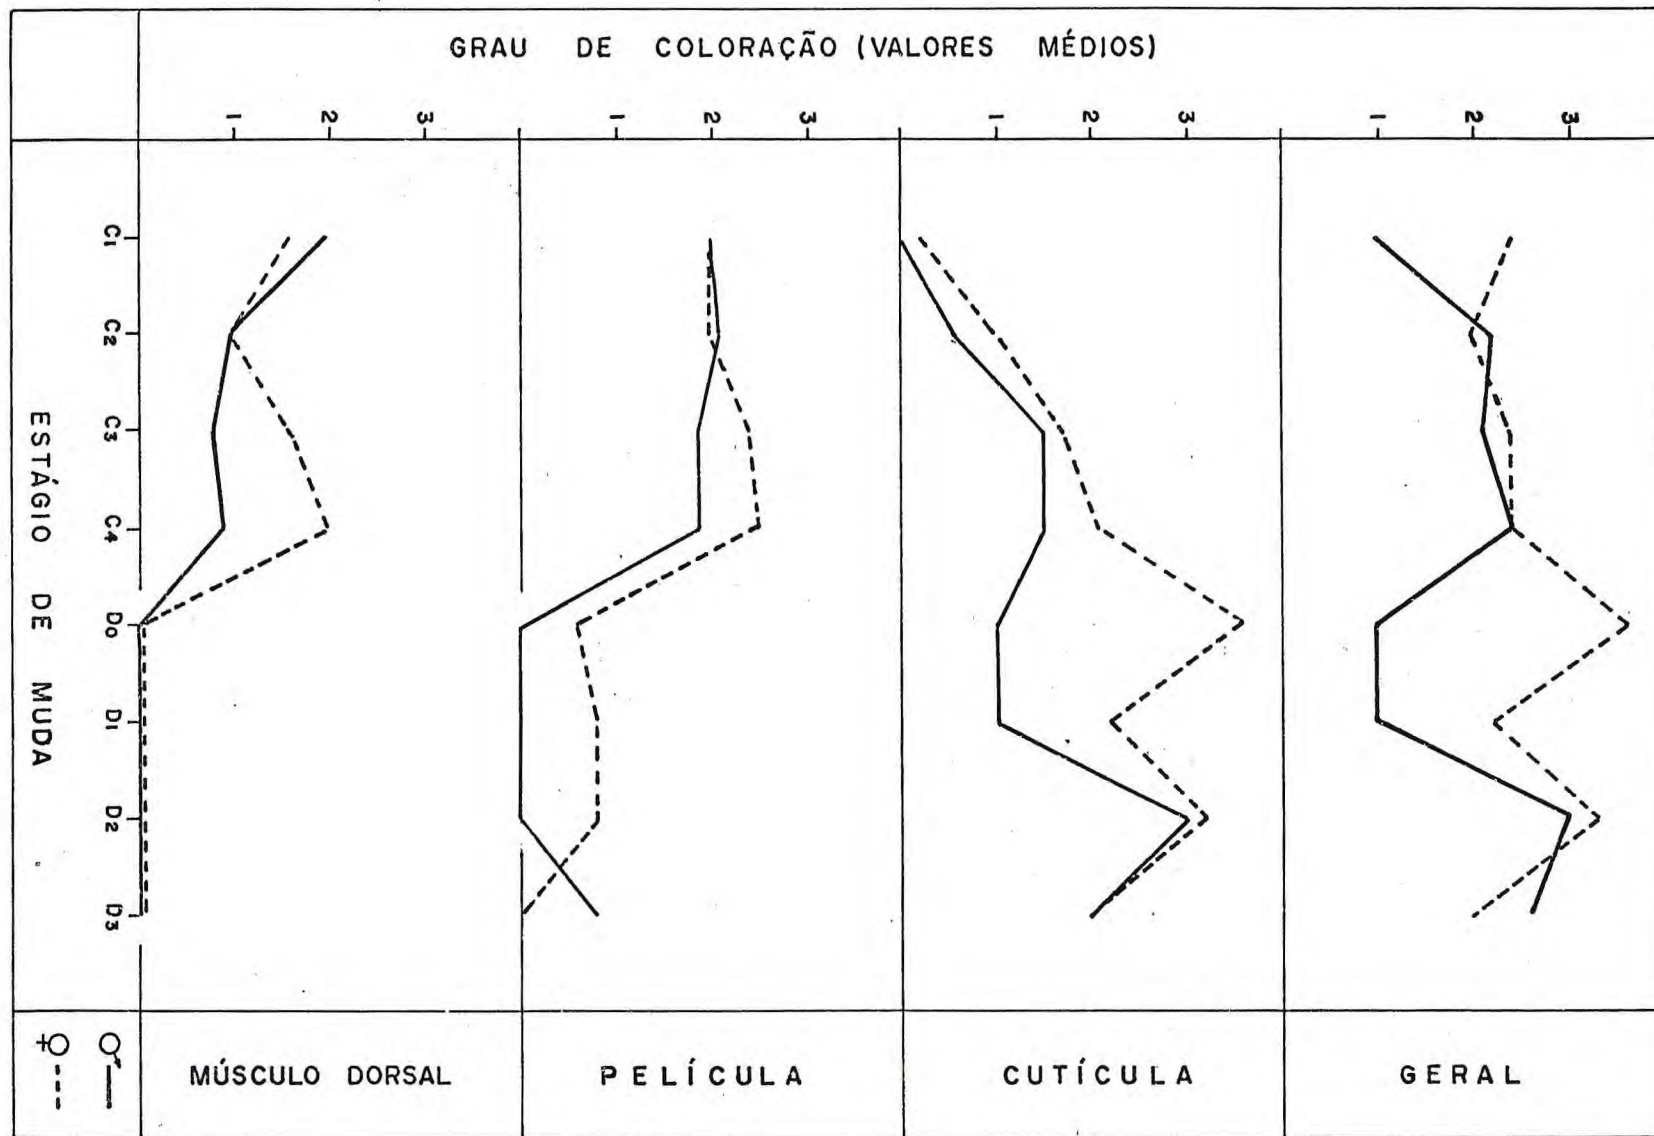 GRAU DE COLORAÇÃO (VALORES MÉDIOS)
1 2 3 1 2 3 1 2 3 1 2 3
ESTÁGIO DE MUDA
C1
C2
C3
C4
D0
D1
D2
D3
♀ ♂
MÚSCULO DORSAL PELÍCULA CUTÍCULA GERAL